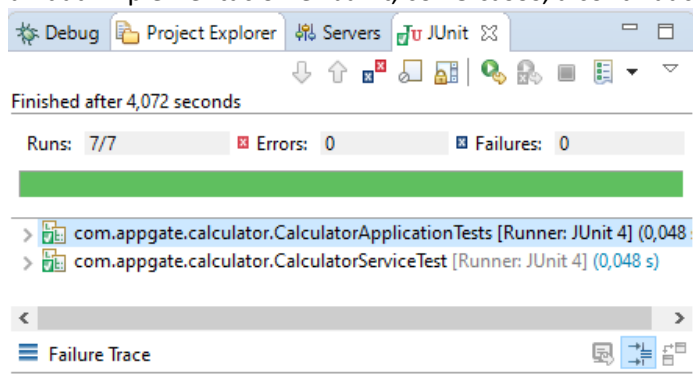 Debug Project Explorer Servers JUnit
Finished after 4,072 seconds
Runs: 7/7 Errors: 0 Failures: 0
com.appgate.calculator.CalculatorApplicationTests [Runner: JUnit 4] (0,048
com.appgate.calculator.CalculatorServiceTest [Runner: JUnit 4] (0,048 s)
Failure Trace